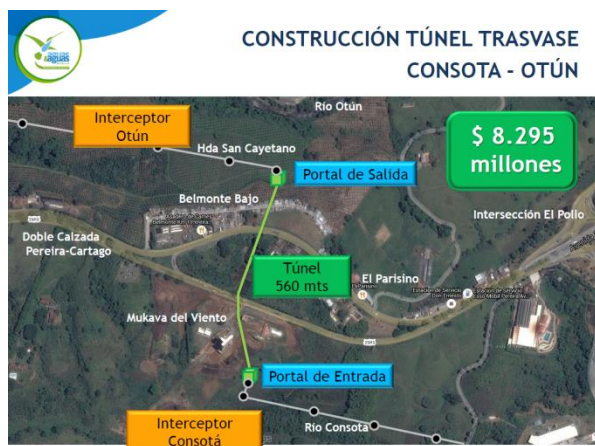 CONSTRUCCIÓN TÚNEL TRASVASE
CONSOTA - OTÚN
aguas
Río Otún
Interceptor
Otún
$ 8.295
millones
Hda San Cayetano
Portal de Salida
Belmonte Bajo
Intersección El Pollo
Doble Calzada
Pereira-Cartago
Túnel
560 mts
El Parisino
Mukava del Viento
Portal de Entrada
Río Consota
Interceptor
Consotá